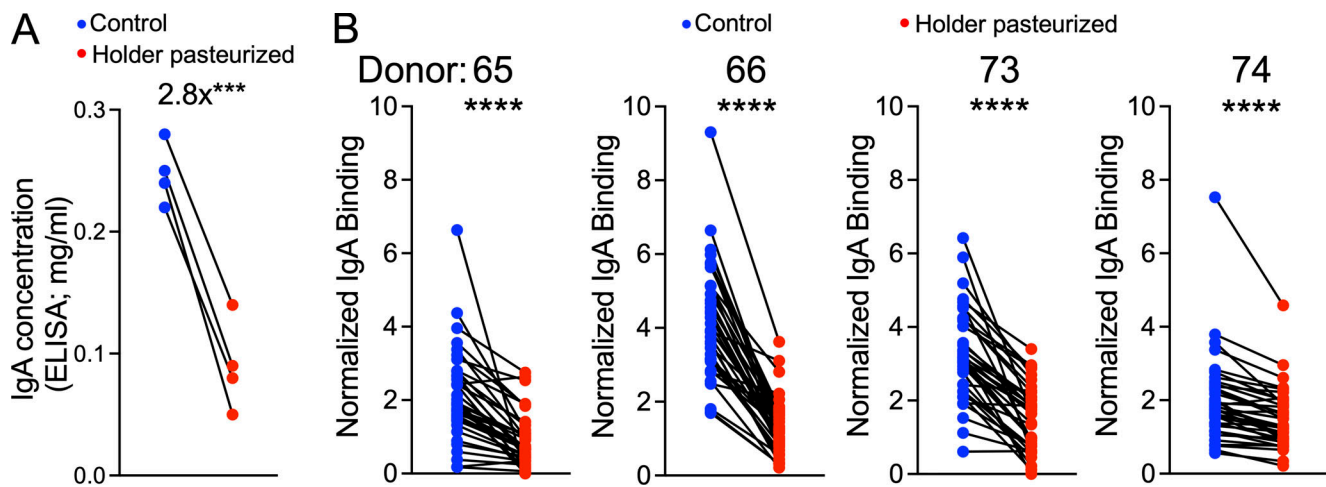 A
Control
Holder pasteurized
2.8x***
IgA concentration
(ELISA; mg/ml)
0.3
0.2
0.1
0.0
B
Control
Holder pasteurized
Donor: 65
****
Normalized IgA Binding
10
8
6
4
2
0
66
****
Normalized IgA Binding
10
8
6
4
2
0
73
****
Normalized IgA Binding
10
8
6
4
2
0
74
****
Normalized IgA Binding
10
8
6
4
2
0